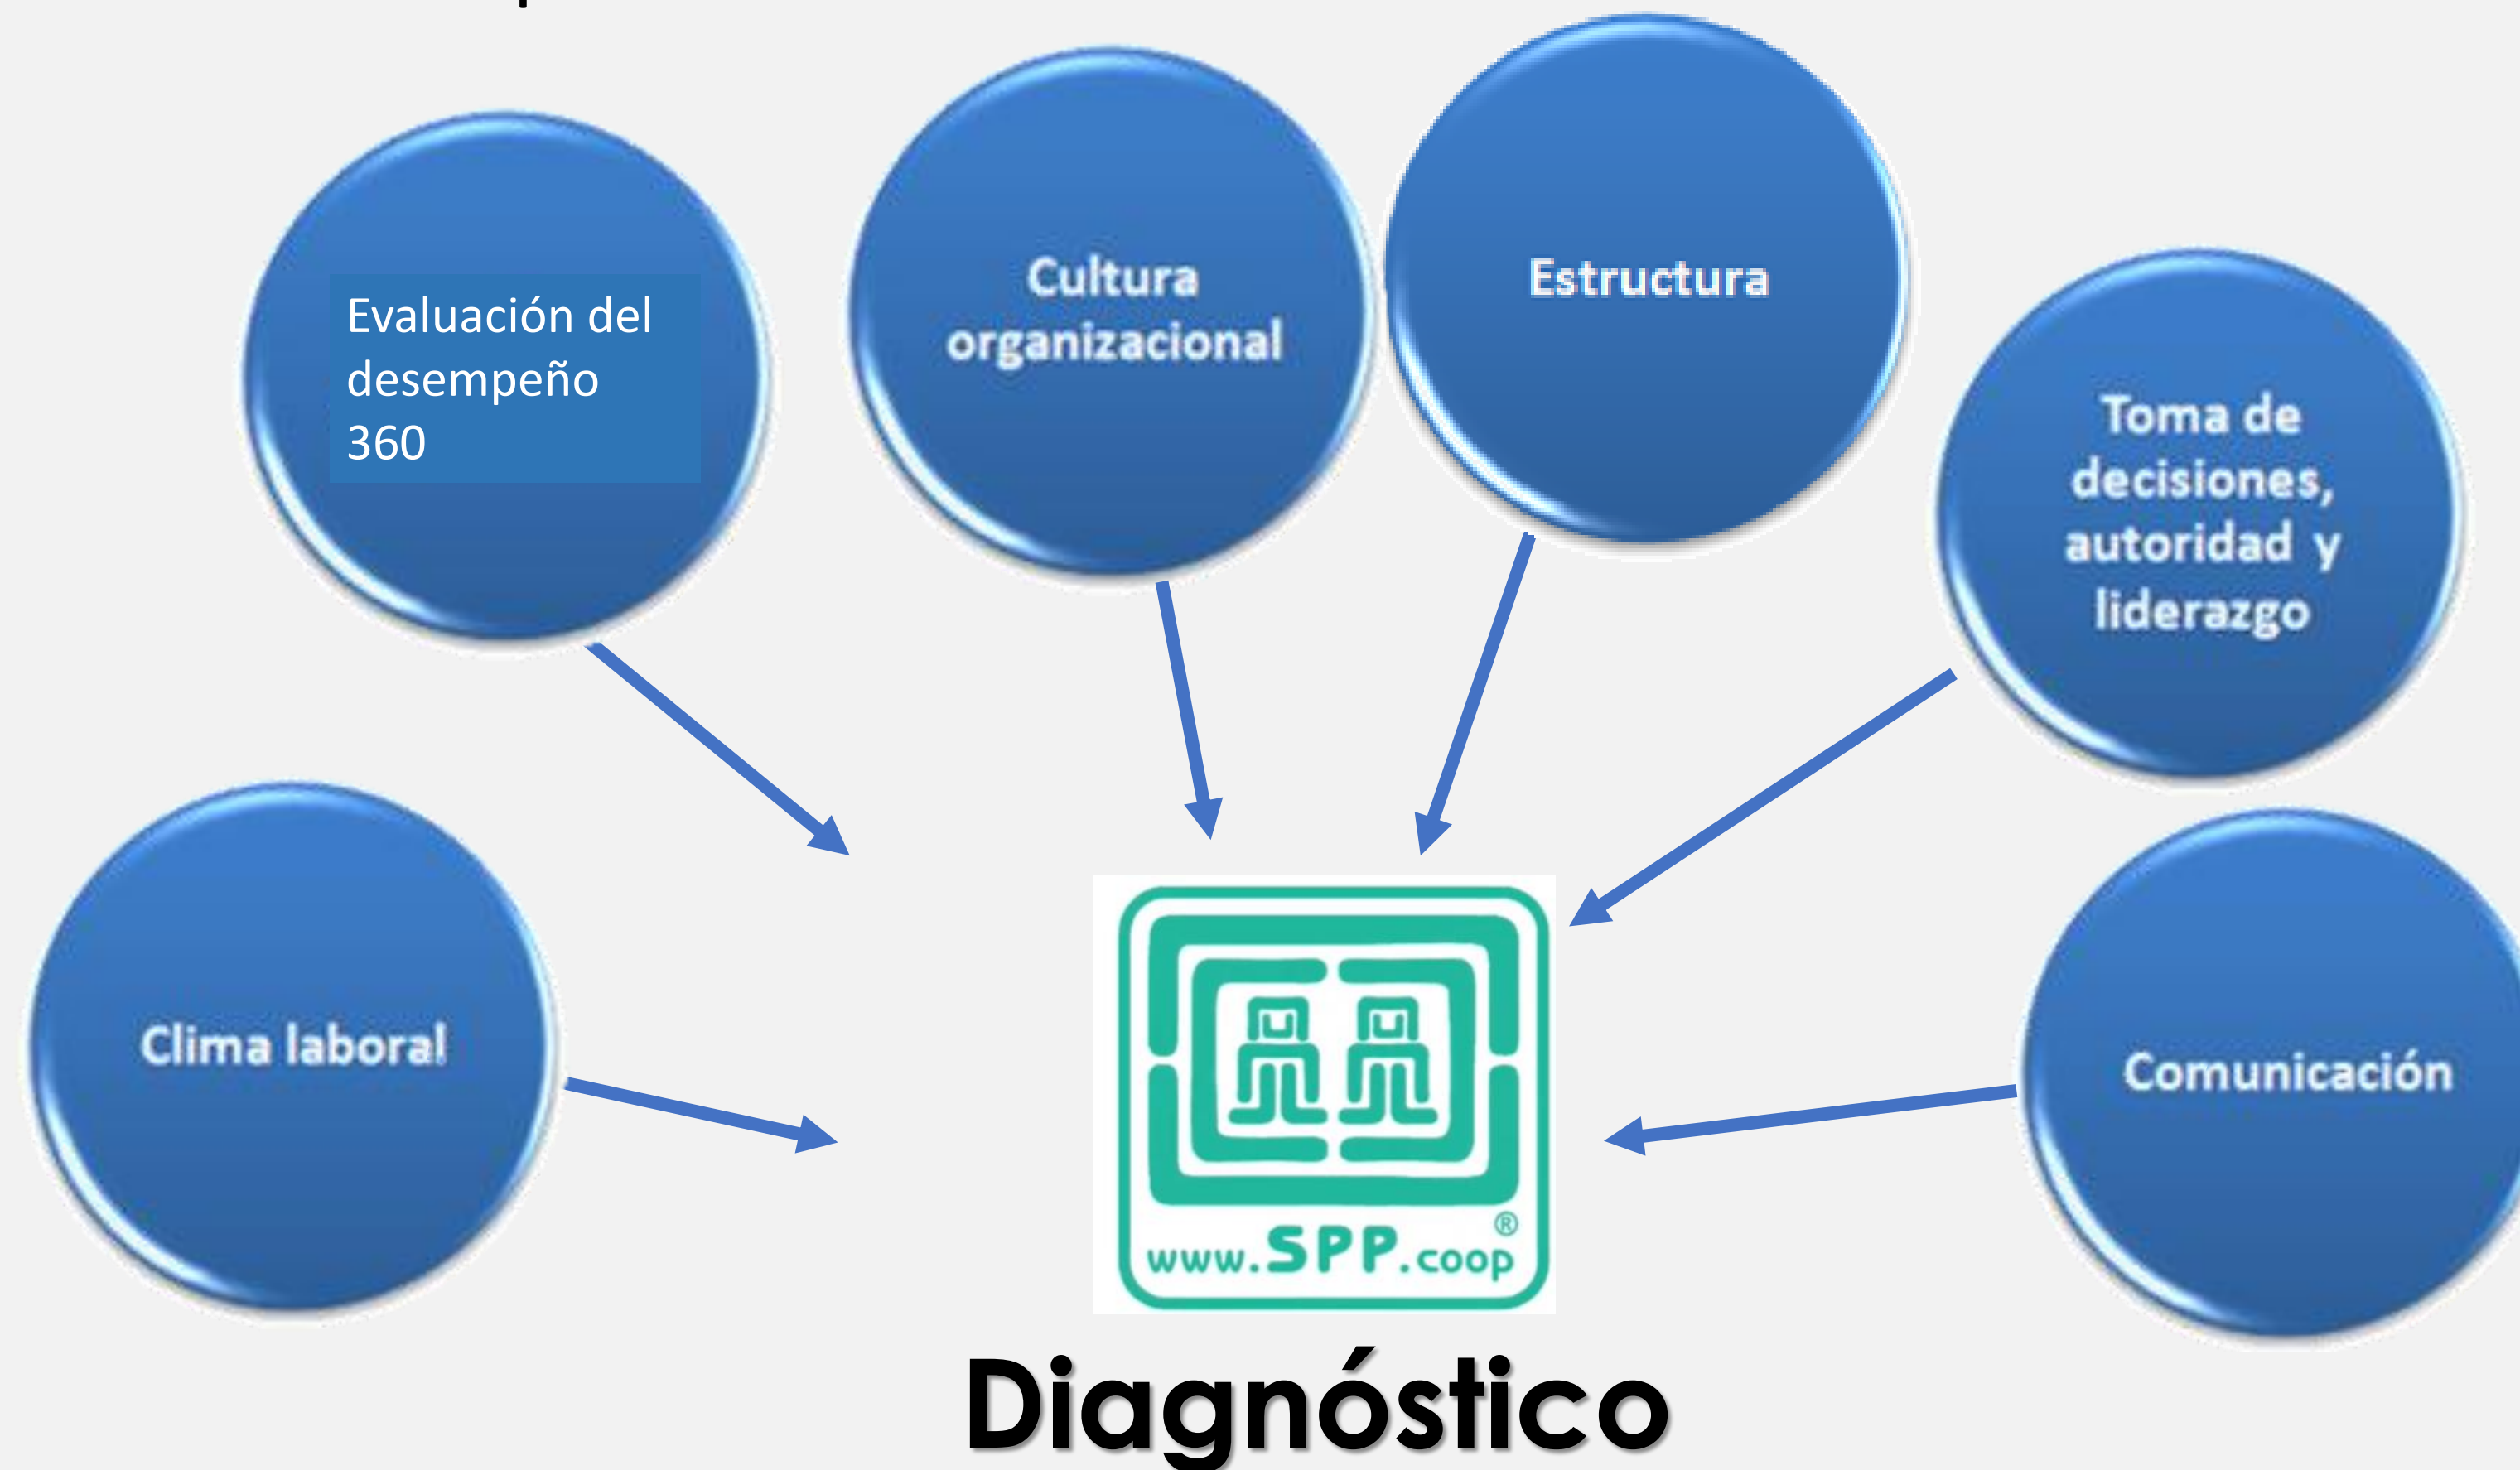 Cultura
organizacional
Estructura
Evaluación del
desempeño
360
Toma de
decisiones,
autoridad y
liderazgo
Clima laboral
Comunicación
www.SPP.coop
®
Diagnóstico